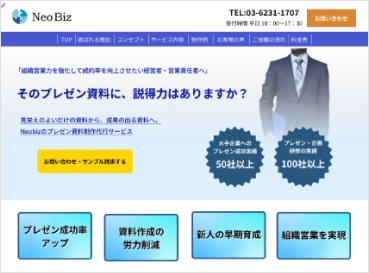 Neo Biz
TEL:03-6231-1707
受付時間 平日 10：00～17：30
お問い合わせ
TOP
選ばれる理由
コンセプト
サービス内容
制作例
お客様の声
ご依頼の流れ
料金表
「組織営業力を強化して成約率を向上させたい経営者・営業責任者へ」
そのプレゼン資料に、説得力はありますか？
見栄えのよいだけの資料から、成果の出る資料へ。
Neobizのプレゼン資料制作代行サービス
お問い合わせ・サンプル請求する
大手企業への
プレゼン成功実績
50社以上
プレゼン・企画
研修の実績
100社以上
プレゼン成功率
アップ
資料作成の
労力削減
新人の早期育成
組織営業を実現